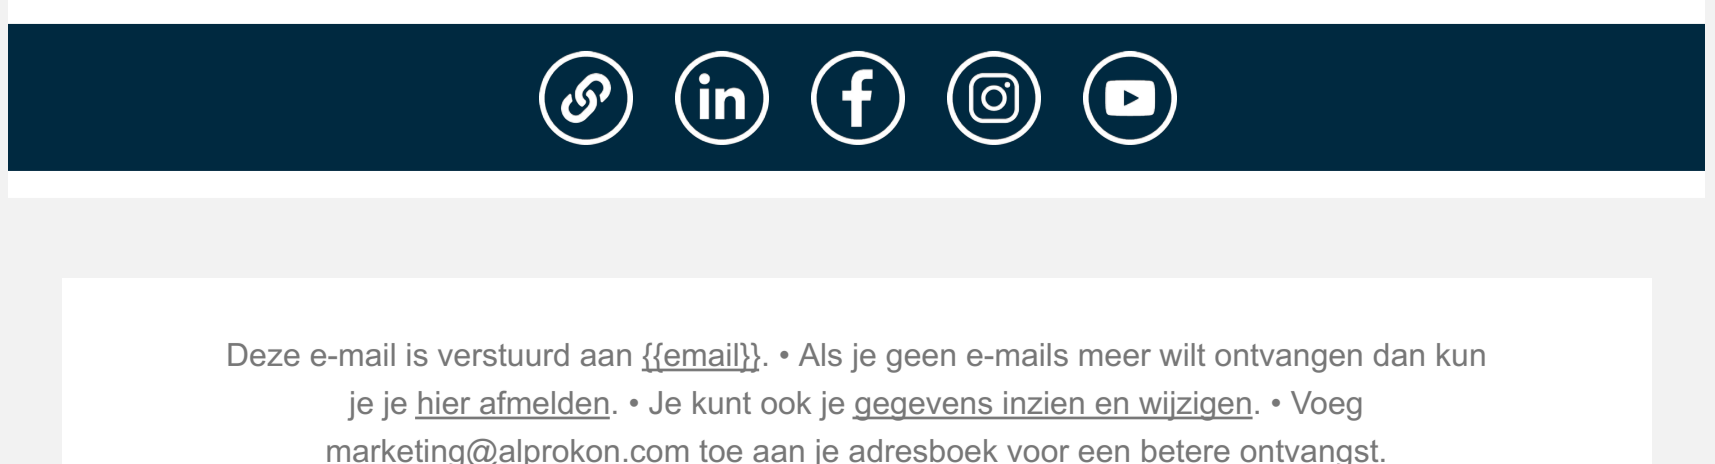 Deze e-mail is verstuurd aan {{email}}. • Als je geen e-mails meer wilt ontvangen dan kun
je je hier afmelden. • Je kunt ook je gegevens inzien en wijzigen. • Voeg
marketing@alprokon.com toe aan je adresboek voor een betere ontvangst.